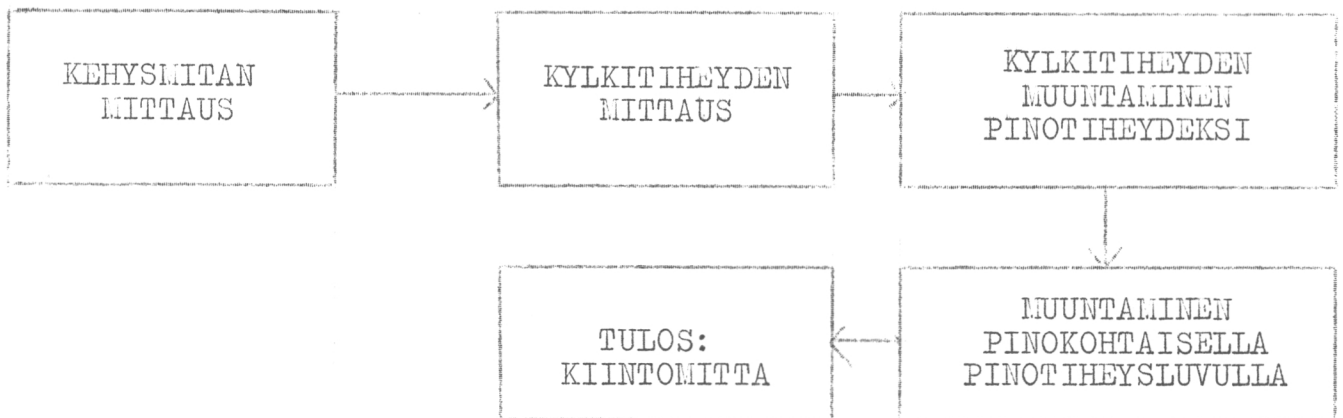 KEHYSMITAN
MITTAUS
KYLKITIHEYDEN
MITTAUS
KYLKITIHEYDEN
MUUNTAMINEN
PINOTIHEYDEKSI
MUUNTAMINEN
PINOKOHTAISELLA
PINOTIHEYSLUVULLA
TULOS:
KIINTOMITTA